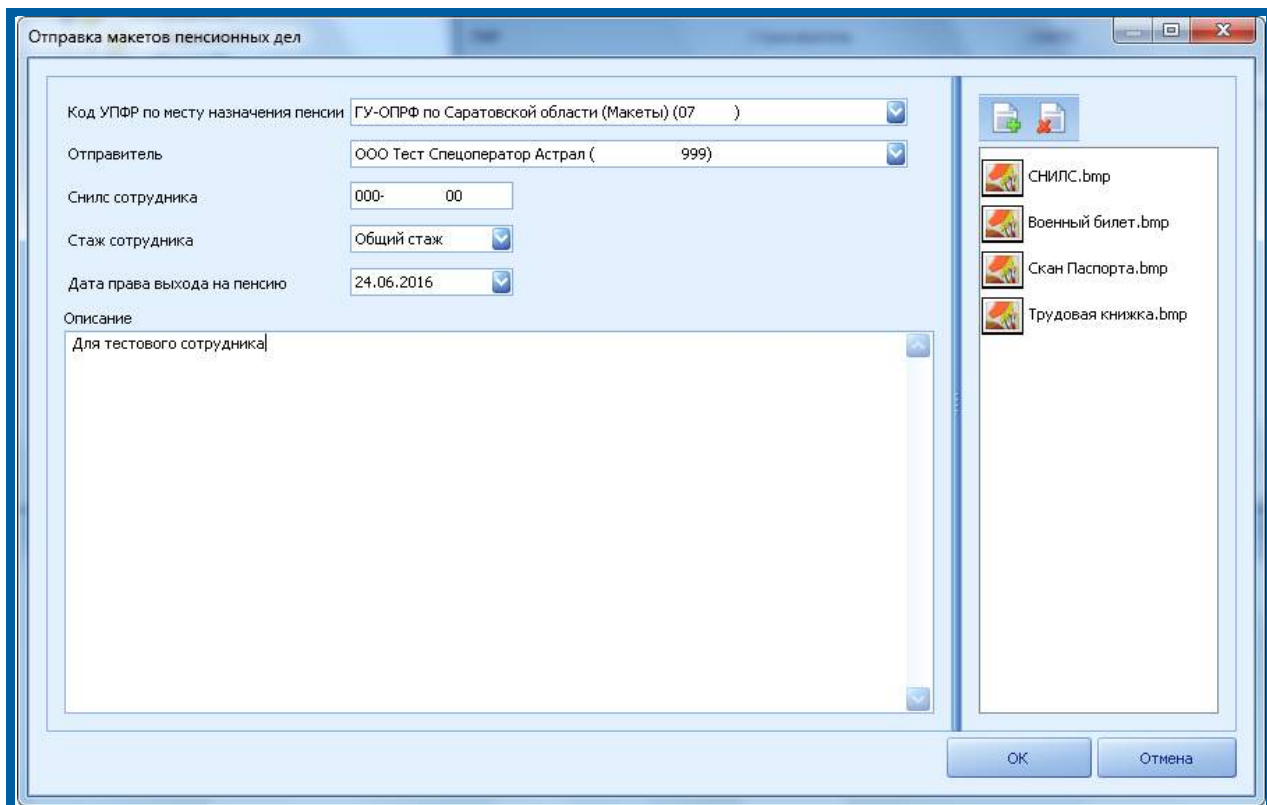 Отправка макетов пенсионных дел
Код УПФР по месту назначения пенсии ГУ-ОПРФ по Саратовской области (Макеты) (07 )
Отправитель ООО Тест Спецоператор Астрал ( 999)
Снилс сотрудника 000- 00
Стаж сотрудника Общий стаж
Дата права выхода на пенсию 24.06.2016
Описание
Для тестового сотрудника
СНИЛС.bmp
Военный билет.bmp
Скан Паспорта.bmp
Трудовая книжка.bmp
ОК Отмена